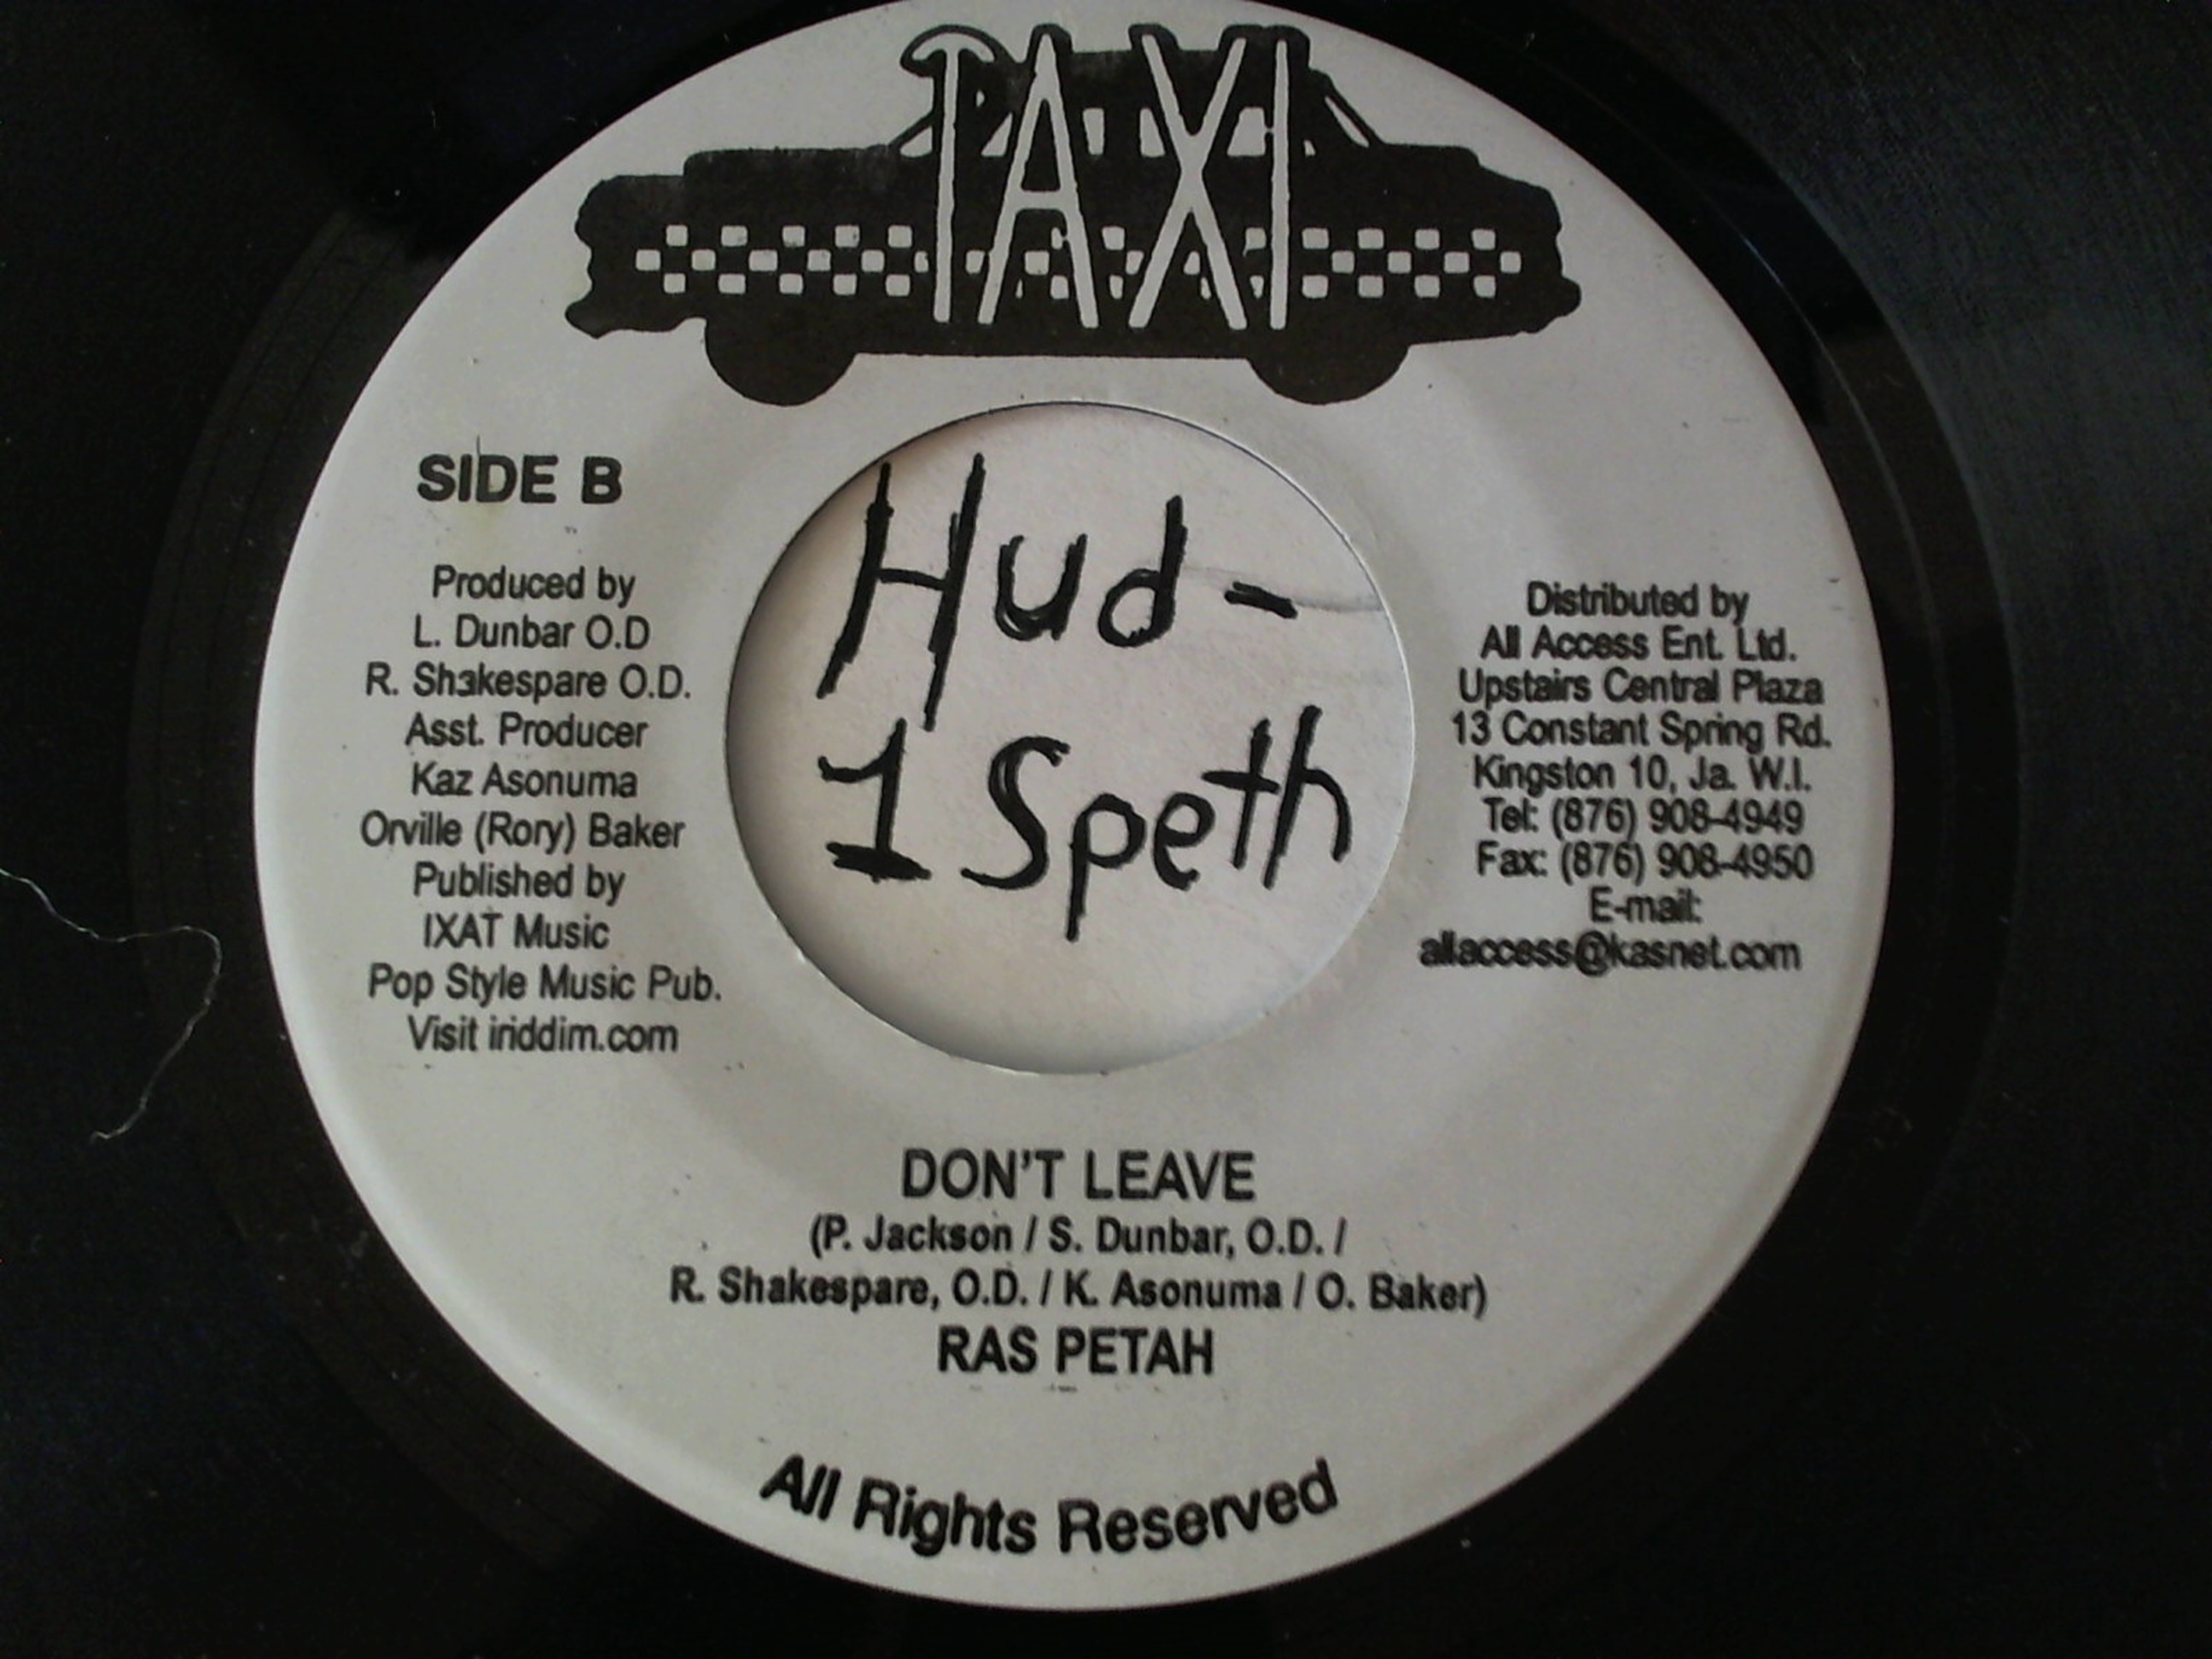 TAXI
SIDE B
Produced by
L. Dunbar O.D
R. Shakespare O.D.
Asst. Producer
Kaz Asonuma
Orville (Rory) Baker
Published by
IXAT Music
Pop Style Music Pub.
Visit iriddim.com
Hud-
1 Speth
Distributed by
All Access Ent. Ltd.
Upstairs Central Plaza
13 Constant Spring Rd.
Kingston 10, Ja. W.I.
Tel: (876) 908-4949
Fax: (876) 908-4950
E-mail:
allaccess@kasnet.com
DON'T LEAVE
(P. Jackson / S. Dunbar, O.D. /
R. Shakespare, O.D. / K. Asonuma / O. Baker)
RAS PETAH
All Rights Reserved